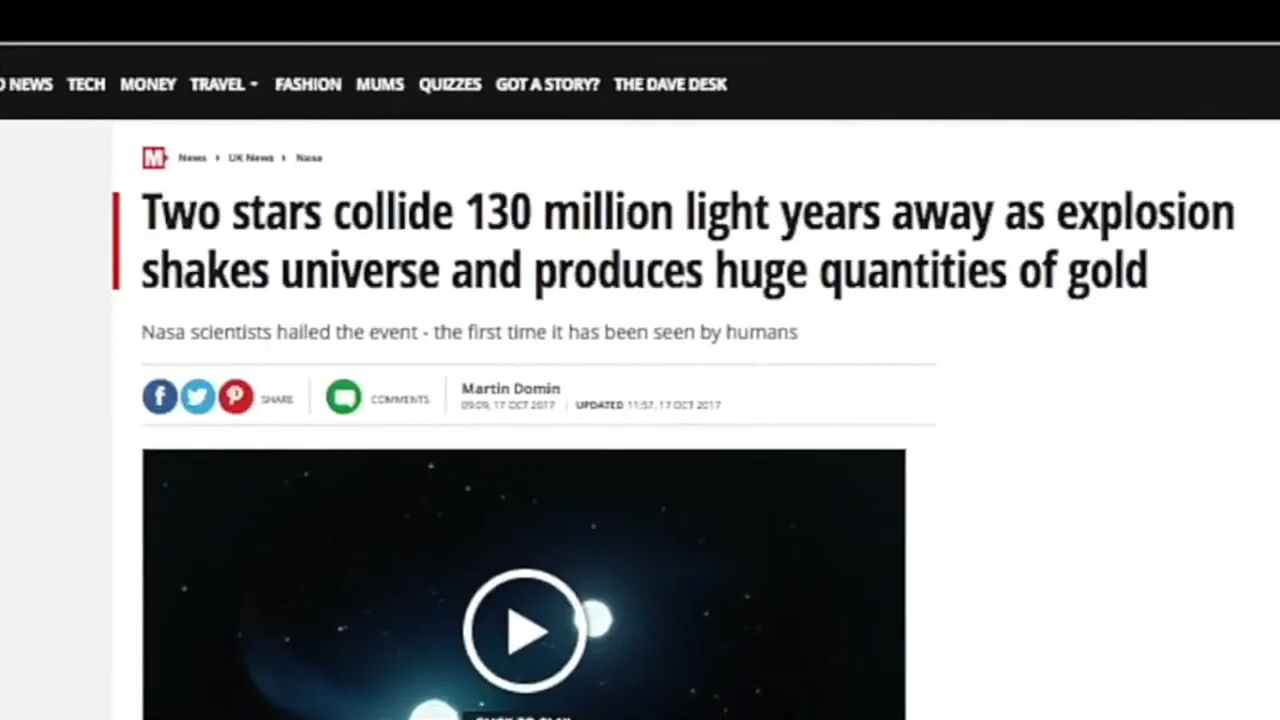 NEWS TECH MONEY TRAVEL FASHION MUMS QUIZZES GOT A STORY? THE DAVE DESK
M News › UK News › Nasa
Two stars collide 130 million light years away as explosion
shakes universe and produces huge quantities of gold
Nasa scientists hailed the event - the first time it has been seen by humans
f SHARE COMMENTS Martin Domin
09:09, 17 OCT 2017 | UPDATED 11:57, 17 OCT 2017